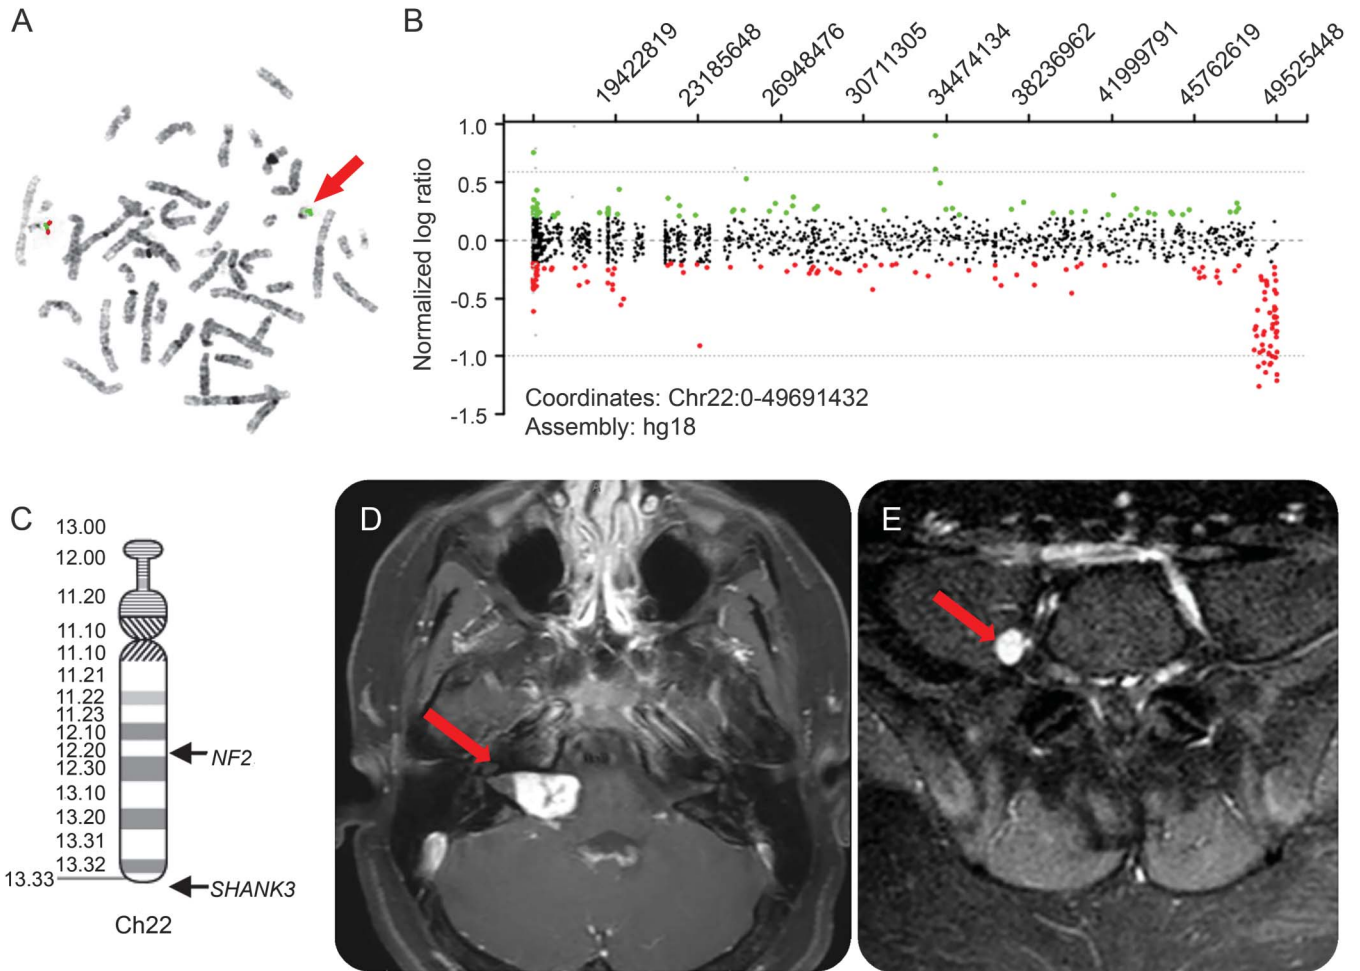 A
B
19422819
23185648
26948476
30711305
34474134
38236962
41999791
45762619
49525448
Normalized log ratio
1.0
0.5
0.0
-0.5
-1.0
-1.5
Coordinates: Chr22:0-49691432
Assembly: hg18
C
13.00
12.00
11.20
11.10
11.10
11.21
11.22
11.23
12.10
12.20
12.30
13.10
13.20
13.31
13.32
13.33
NF2
SHANK3
Ch22
D
E